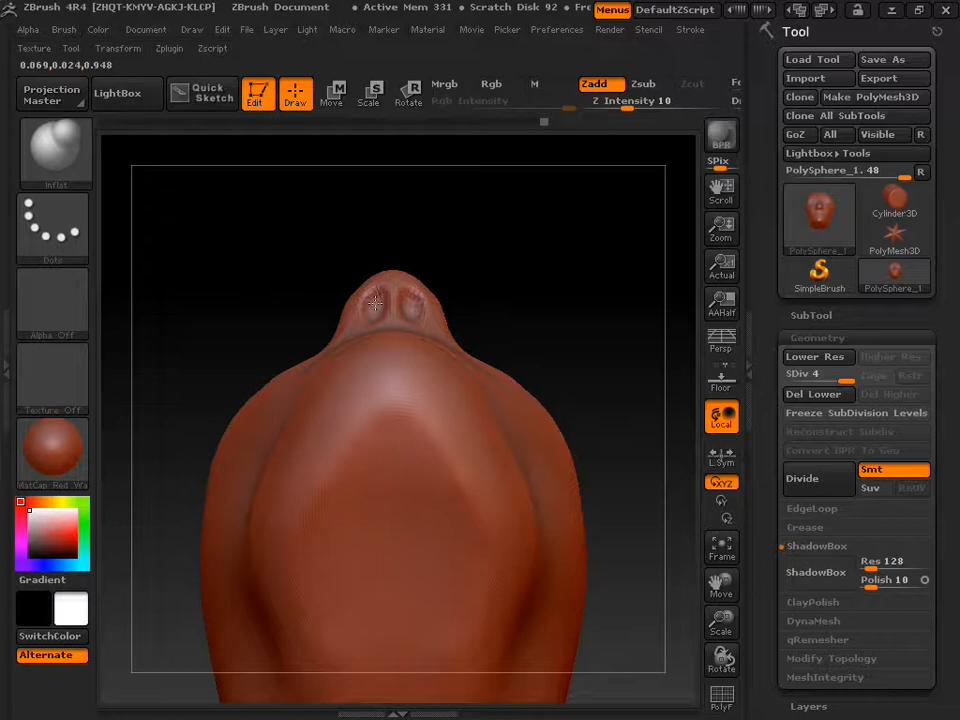 ZBrush 4R4 [ZHQT-KMYV-AGKJ-KLCP]   ZBrush Document   • Active Mem 331   • Scratch Disk 92   • Fr   Menus   DefaultZScript
Alpha   Brush   Color   Document   Draw   Edit   File   Layer   Light   Macro   Marker   Material   Movie   Picker   Preferences   Render   Stencil   Stroke
Texture   Tool   Transform   Zplugin   Zscript
0.069,0.024,0.948
Projection Master
LightBox
Quick Sketch
Edit
Draw
Move
Scale
Rotate
Mrgb   Rgb   M   Zadd   Zsub   Zcut
Rgb Intensity   Z Intensity 10
Inflat
Dots
Alpha Off
Texture Off
MatCap Red Wa
Gradient
SwitchColor
Alternate
BPR
SPix
Scroll
Zoom
Actual
AAHalf
Persp
Floor
Local
L.Sym
XYZ
Frame
Move
Scale
Rotate
PolyF
Tool
Load Tool   Save As
Import   Export
Clone   Make PolyMesh3D
Clone All SubTools
GoZ   All   Visible   R
Lightbox▸Tools
PolySphere_1. 48   R
PolySphere_1   Cylinder3D
PolyMesh3D
SimpleBrush   PolySphere_1
SubTool
Geometry
Lower Res   Higher Res
SDiv 4   Cage   Rstr
Del Lower   Del Higher
Freeze SubDivision Levels
Reconstruct Subdiv
Convert BPR To Geo
Divide   Smt
Suv   ReUV
EdgeLoop
Crease
ShadowBox
ShadowBox   Res 128
Polish 10
ClayPolish
DynaMesh
qRemesher
Modify Topology
MeshIntegrity
Layers